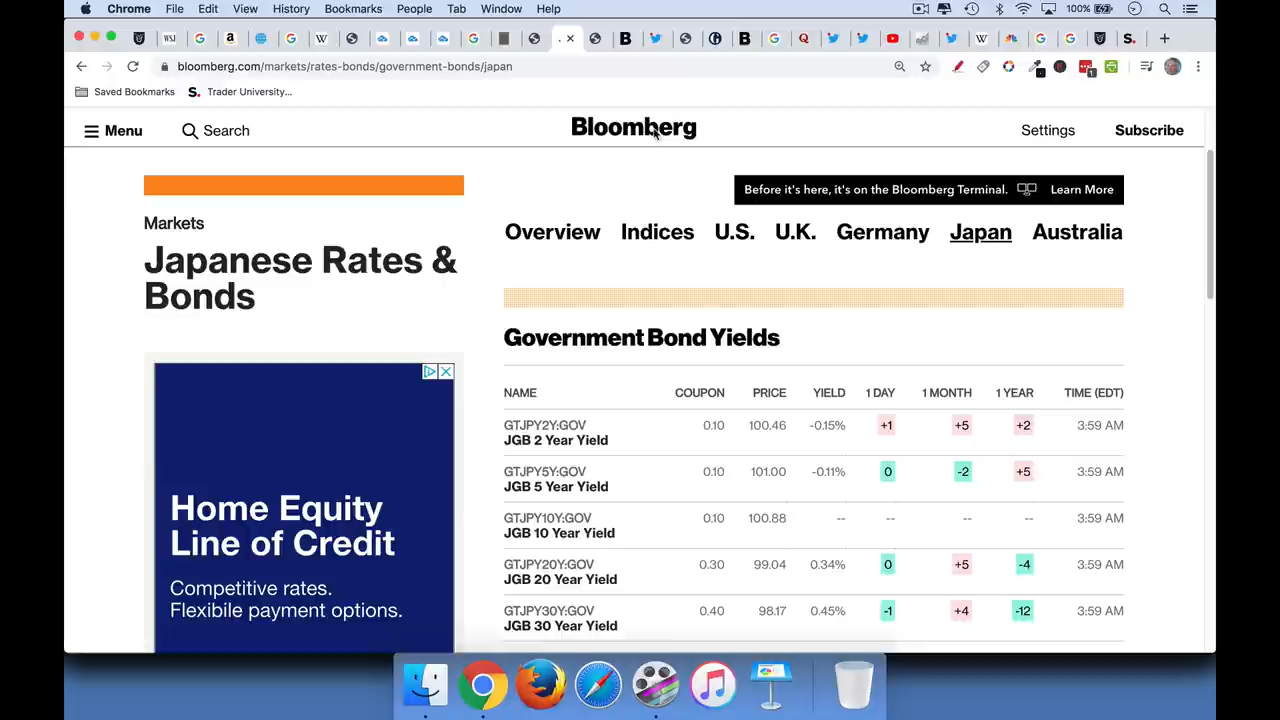 Chrome File Edit View History Bookmarks People Tab Window Help 100%
bloomberg.com/markets/rates-bonds/government-bonds/japan
Saved Bookmarks S. Trader University...
Menu Search Bloomberg Settings Subscribe
Before it's here, it's on the Bloomberg Terminal. Learn More
Markets
Japanese Rates &
Bonds
Overview Indices U.S. U.K. Germany Japan Australia
Government Bond Yields
NAME COUPON PRICE YIELD 1 DAY 1 MONTH 1 YEAR TIME (EDT)
GTJPY2Y:GOV 0.10 100.46 -0.15% +1 +5 +2 3:59 AM
JGB 2 Year Yield
GTJPY5Y:GOV 0.10 101.00 -0.11% 0 -2 +5 3:59 AM
JGB 5 Year Yield
GTJPY10Y:GOV 0.10 100.88 -- -- -- -- 3:59 AM
JGB 10 Year Yield
GTJPY20Y:GOV 0.30 99.04 0.34% 0 +5 -4 3:59 AM
JGB 20 Year Yield
GTJPY30Y:GOV 0.40 98.17 0.45% -1 +4 -12 3:59 AM
JGB 30 Year Yield
Home Equity
Line of Credit
Competitive rates.
Flexibile payment options.